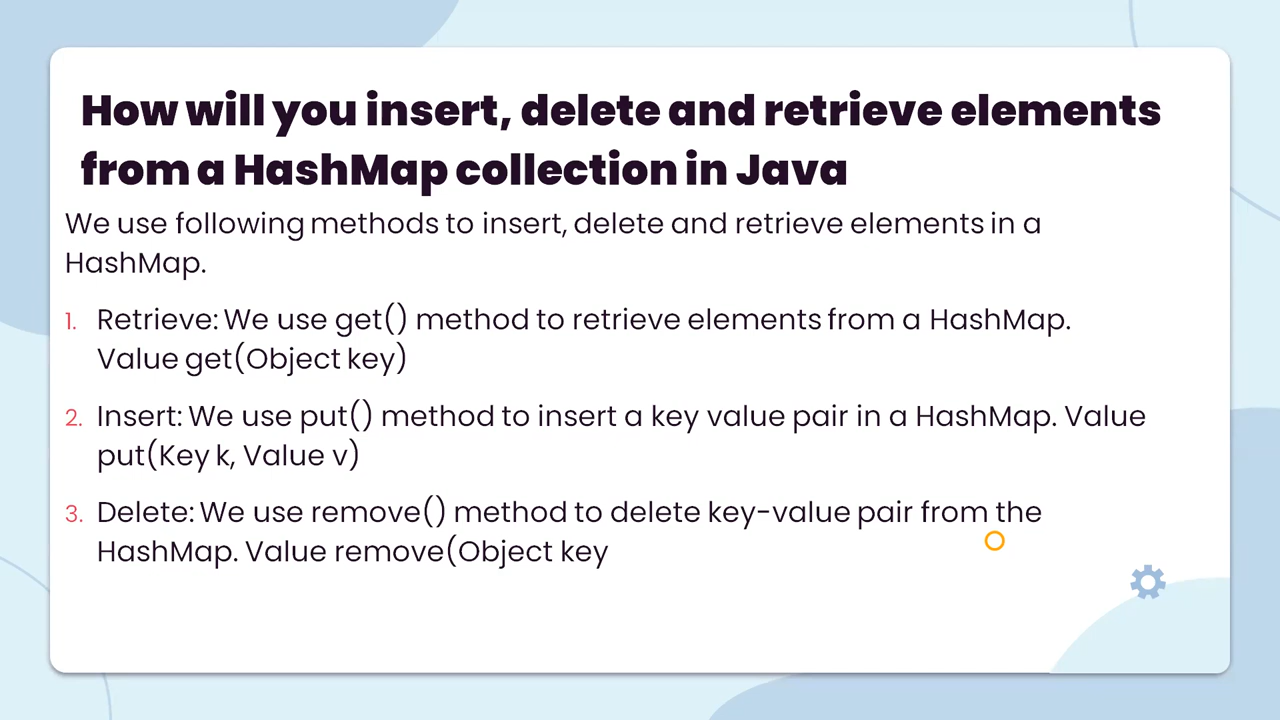 How will you insert, delete and retrieve elements
from a HashMap collection in Java
We use following methods to insert, delete and retrieve elements in a
HashMap.
1. Retrieve: We use get() method to retrieve elements from a HashMap.
Value get(Object key)
2. Insert: We use put() method to insert a key value pair in a HashMap. Value
put(Key k, Value v)
3. Delete: We use remove() method to delete key-value pair from the
HashMap. Value remove(Object key